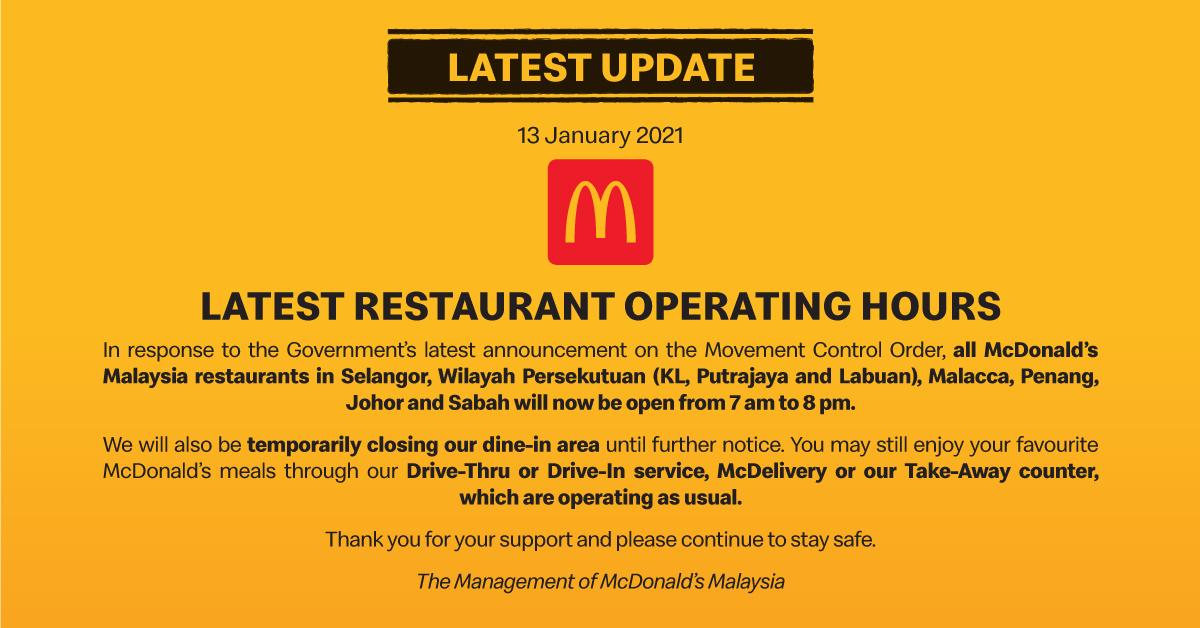 LATEST UPDATE
13 January 2021
LATEST RESTAURANT OPERATING HOURS
In response to the Government’s latest announcement on the Movement Control Order, all McDonald’s
Malaysia restaurants in Selangor, Wilayah Persekutuan (KL, Putrajaya and Labuan), Malacca, Penang,
Johor and Sabah will now be open from 7 am to 8 pm.
We will also be temporarily closing our dine-in area until further notice. You may still enjoy your favourite
McDonald’s meals through our Drive-Thru or Drive-In service, McDelivery or our Take-Away counter,
which are operating as usual.
Thank you for your support and please continue to stay safe.
The Management of McDonald’s Malaysia